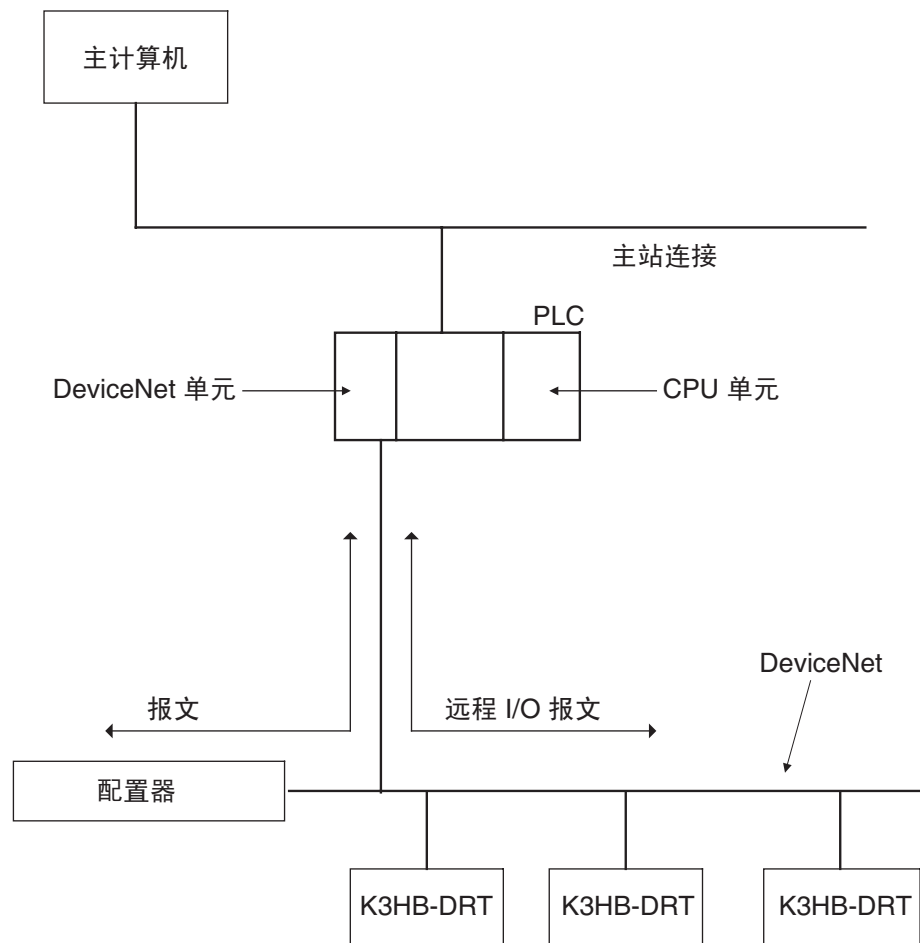 主计算机
主站连接
PLC
DeviceNet 单元
CPU 单元
DeviceNet
报文
远程 I/O 报文
配置器
K3HB-DRT
K3HB-DRT
K3HB-DRT